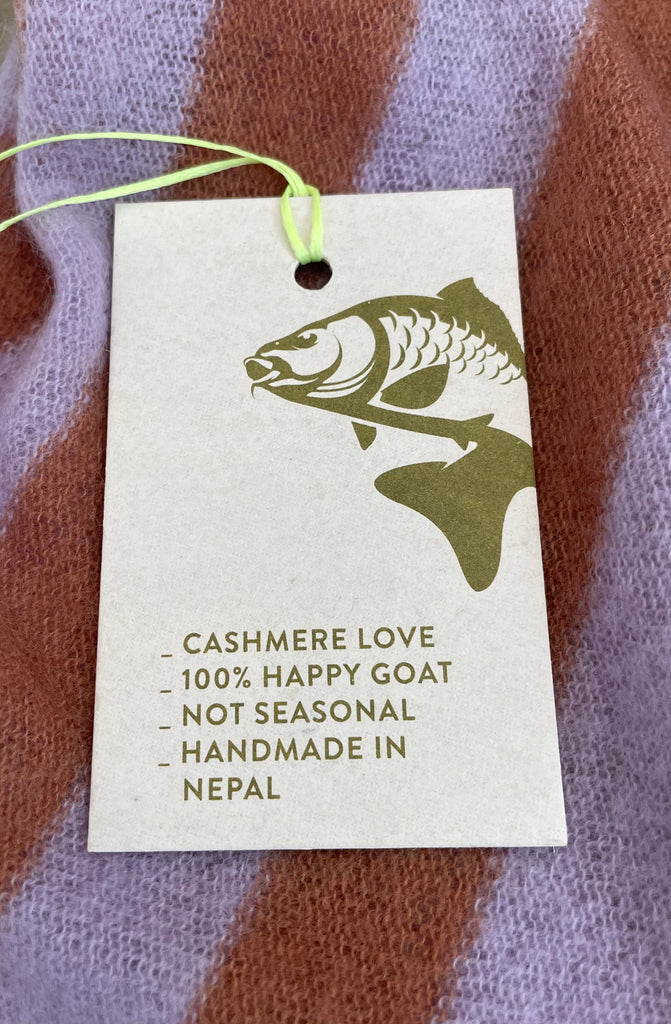 _ CASHMERE LOVE
_ 100% HAPPY GOAT
_ NOT SEASONAL
_ HANDMADE IN
NEPAL